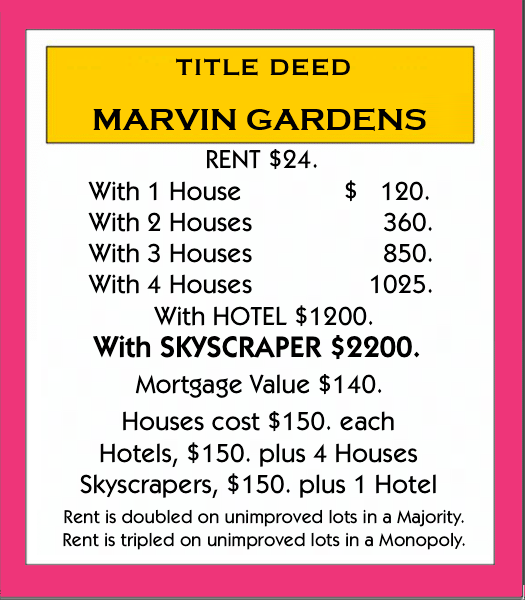 TITLE DEED
MARVIN GARDENS
RENT $24.
With 1 House $ 120.
With 2 Houses 360.
With 3 Houses 850.
With 4 Houses 1025.
With HOTEL $1200.
With SKYSCRAPER $2200.
Mortgage Value $140.
Houses cost $150. each
Hotels, $150. plus 4 Houses
Skyscrapers, $150. plus 1 Hotel
Rent is doubled on unimproved lots in a Majority.
Rent is tripled on unimproved lots in a Monopoly.